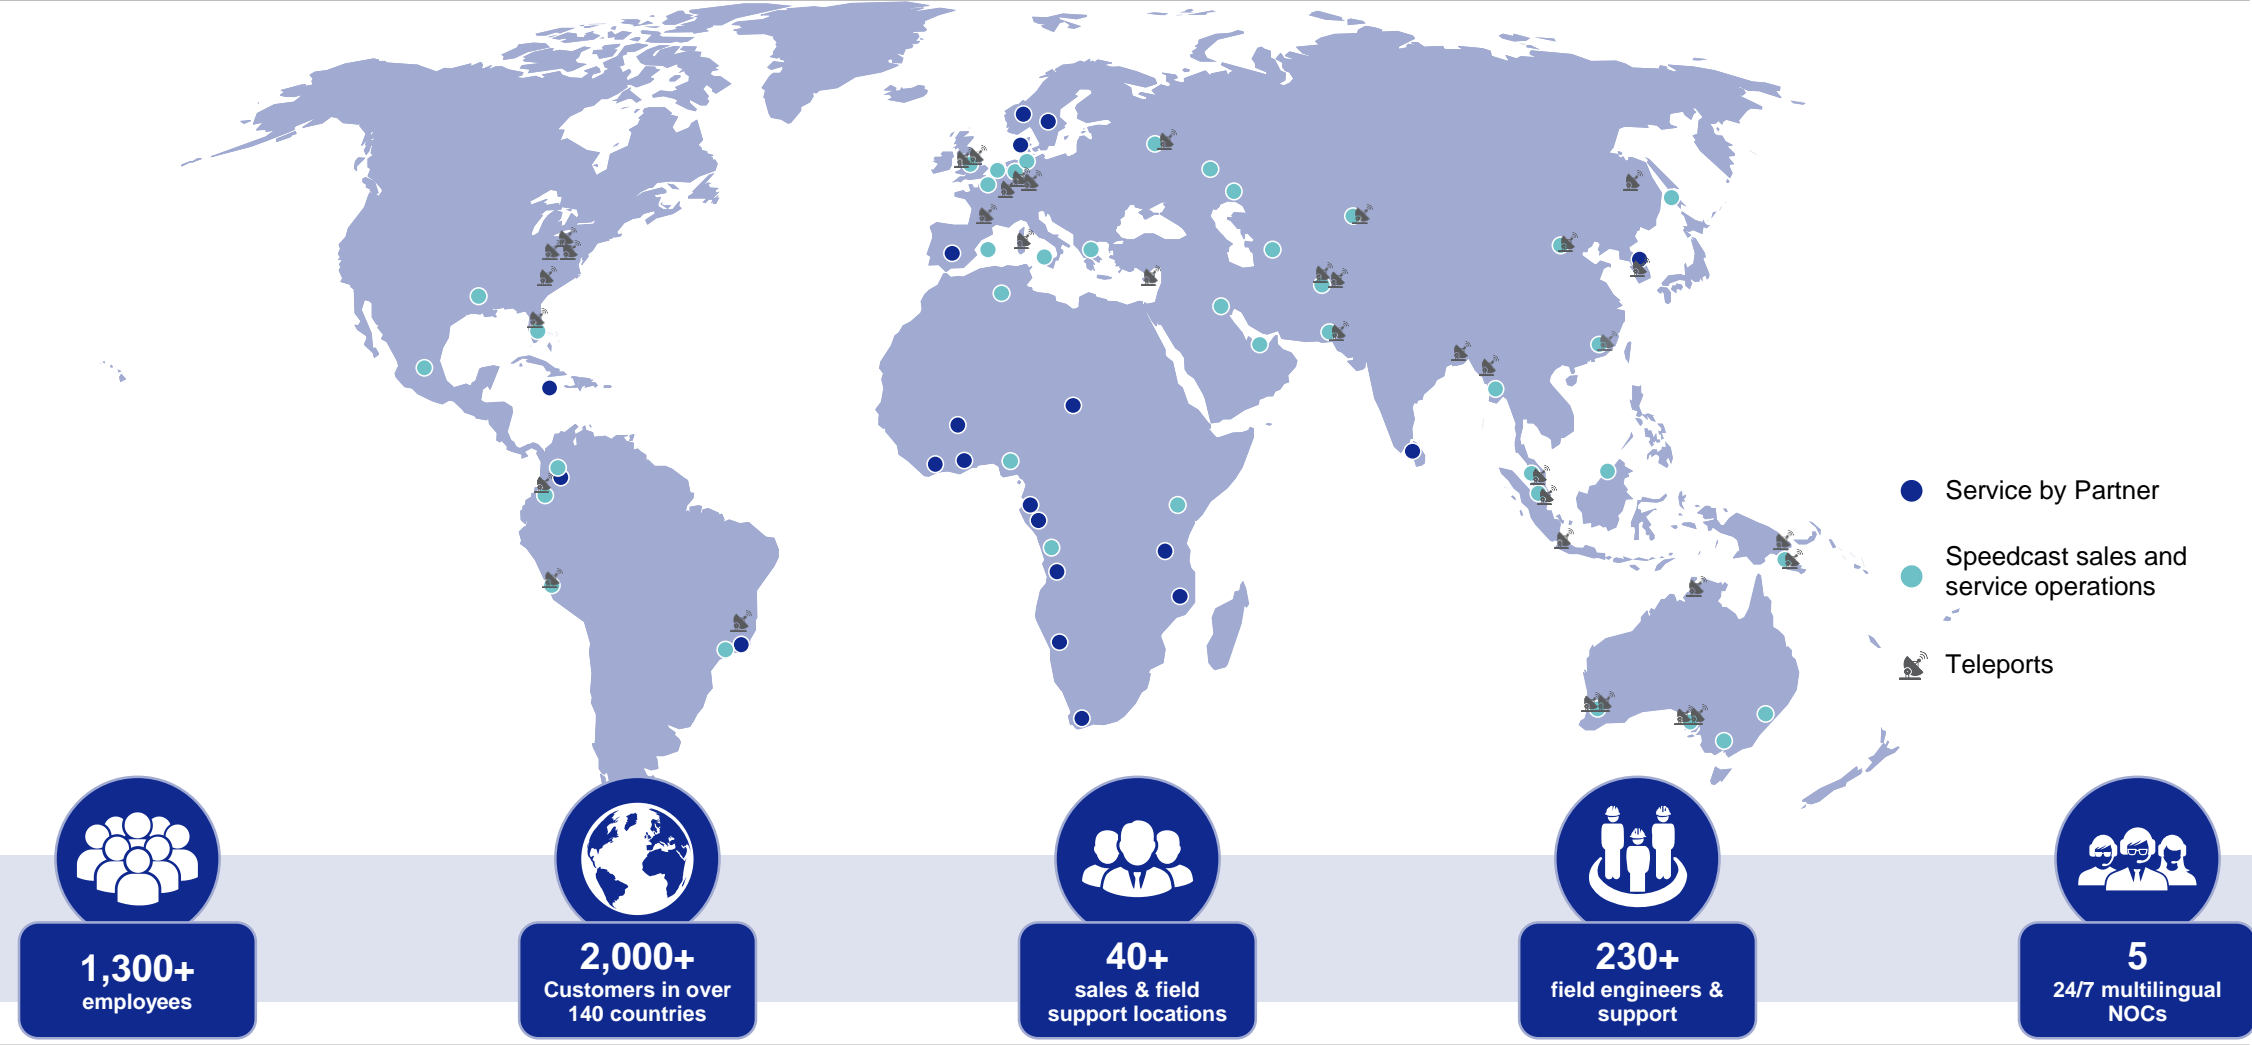 Service by Partner
Speedcast sales and
service operations
Teleports
1,300+
employees
2,000+
Customers in over
140 countries
40+
sales & field
support locations
230+
field engineers &
support
5
24/7 multilingual
NOCs